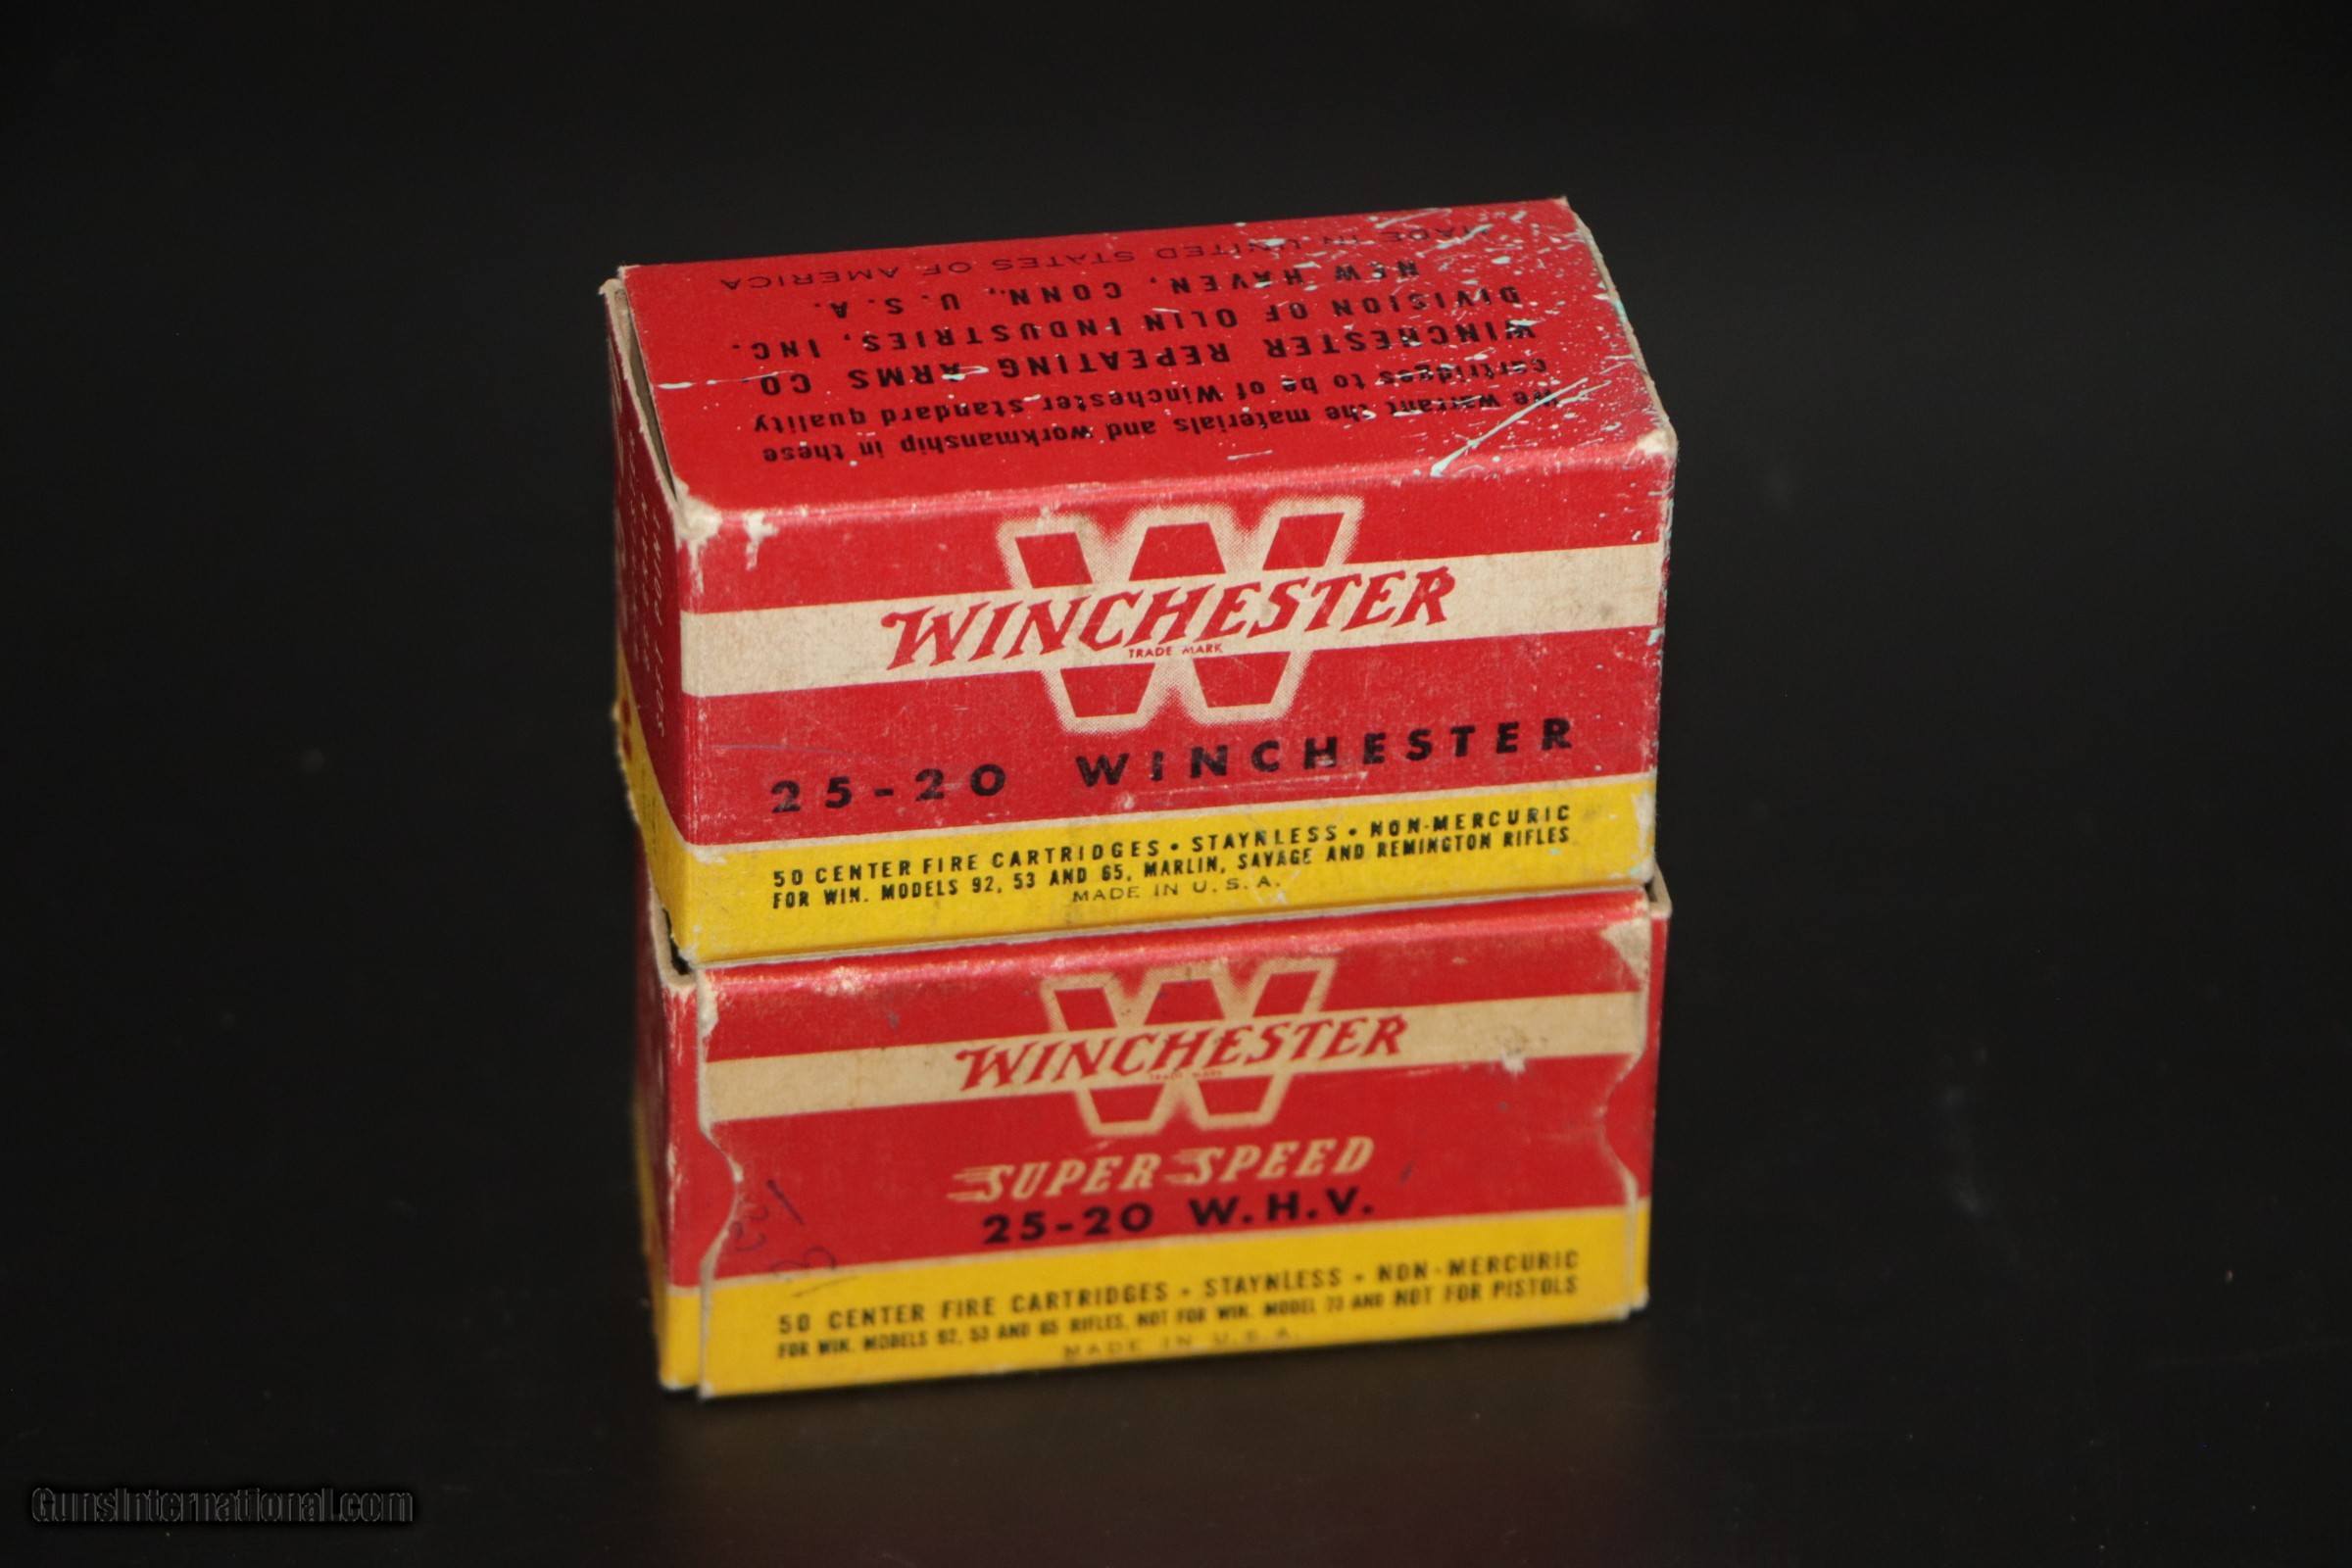 We warrant the materials and workmanship in these
cartridges to be of Winchester standard quality
WINCHESTER REPEATING ARMS CO.
DIVISION OF OLIN INDUSTRIES, INC.
NEW HAVEN, CONN., U.S.A.
MADE IN UNITED STATES OF AMERICA
WINCHESTER
TRADE MARK
25-20 WINCHESTER
50 CENTER FIRE CARTRIDGES • STAYNLESS • NON-MERCURIC
FOR WIN. MODELS 92, 53 AND 65, MARLIN, SAVAGE AND REMINGTON RIFLES
MADE IN U.S.A.
WINCHESTER
TRADE MARK
SUPER SPEED
25-20 W.H.V.
50 CENTER FIRE CARTRIDGES • STAYNLESS • NON-MERCURIC
FOR WIN. MODELS 92, 53 AND 65 RIFLES, NOT FOR WIN. MODEL 73 AND NOT FOR PISTOLS
MADE IN U.S.A.
GunsInternational.com